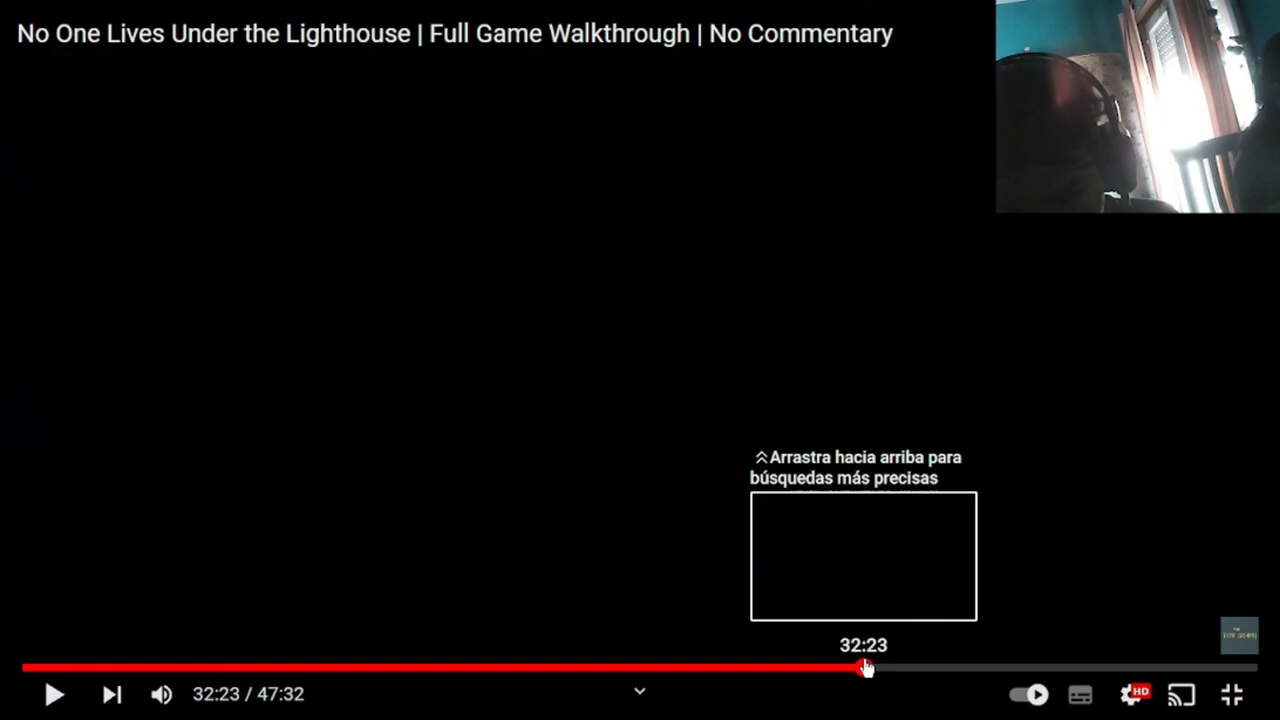 No One Lives Under the Lighthouse | Full Game Walkthrough | No Commentary
Arrastra hacia arriba para
búsquedas más precisas
32:23
32:23 / 47:32
HD